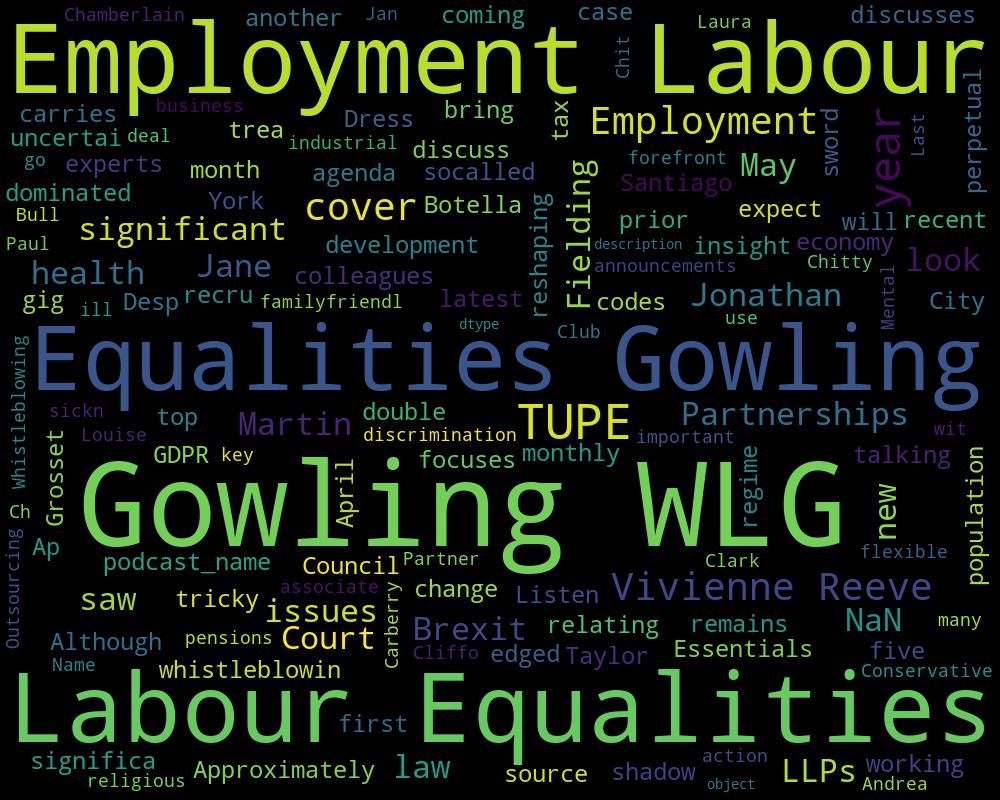 Chamberlain another Jan coming case Laura discusses
Employment Labour
Chit
carries business Dress bring tax Employment sword year Last perpetual
uncertai deal trea industrial discuss
go experts month agenda socalled forefront May
dominated York cover Botella Santiago
Bull significant reshaping Fielding prior expect will recent
Paul development description insight economy
health Jane colleagues announcements Chitty look
gig ill Desp recru familyfriendl latest codes Jonathan Mental City
use
Equalities Gowling
dtype Club
Whistleblowing
sickn top Martin double TUPE Partnerships
Louise discrimination important wit
Grosset GDPR key focuses monthly talking
Gowling WLG
April regime new population
Ch
Outsourcing Ap podcast_name Council Partner Clark flexible
saw tricky associate issues Carberry change Listen Vivienne Reeve
Although pensions Court Brexit relating remains NaN many
Name whistleblowin Cliffo edged Taylor Essentials five
Conservative
Labour Equalities
first
significa Approximately law source shadow action LLPs working
religious object Andrea